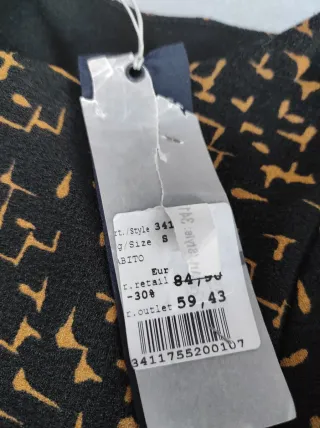 rt./Style 341
g/Size S
ABITO
Eur
r.retail 84,90
-30%
r.outlet 59,43
3411755200107